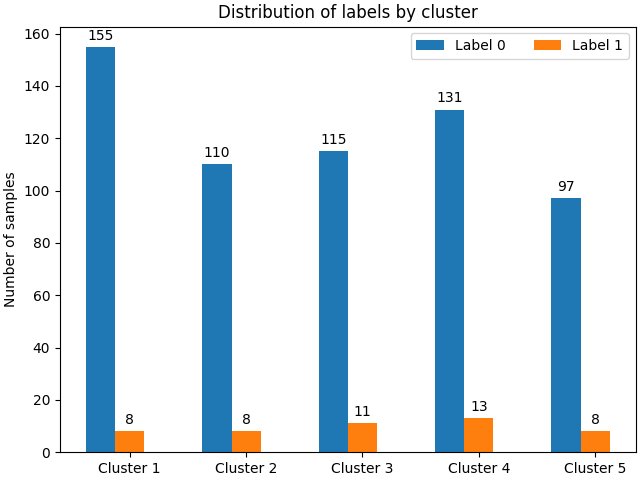 Distribution of labels by cluster
Number of samples
160
140
120
100
80
60
40
20
0
Label 0
Label 1
155
8
110
8
115
11
131
13
97
8
Cluster 1
Cluster 2
Cluster 3
Cluster 4
Cluster 5